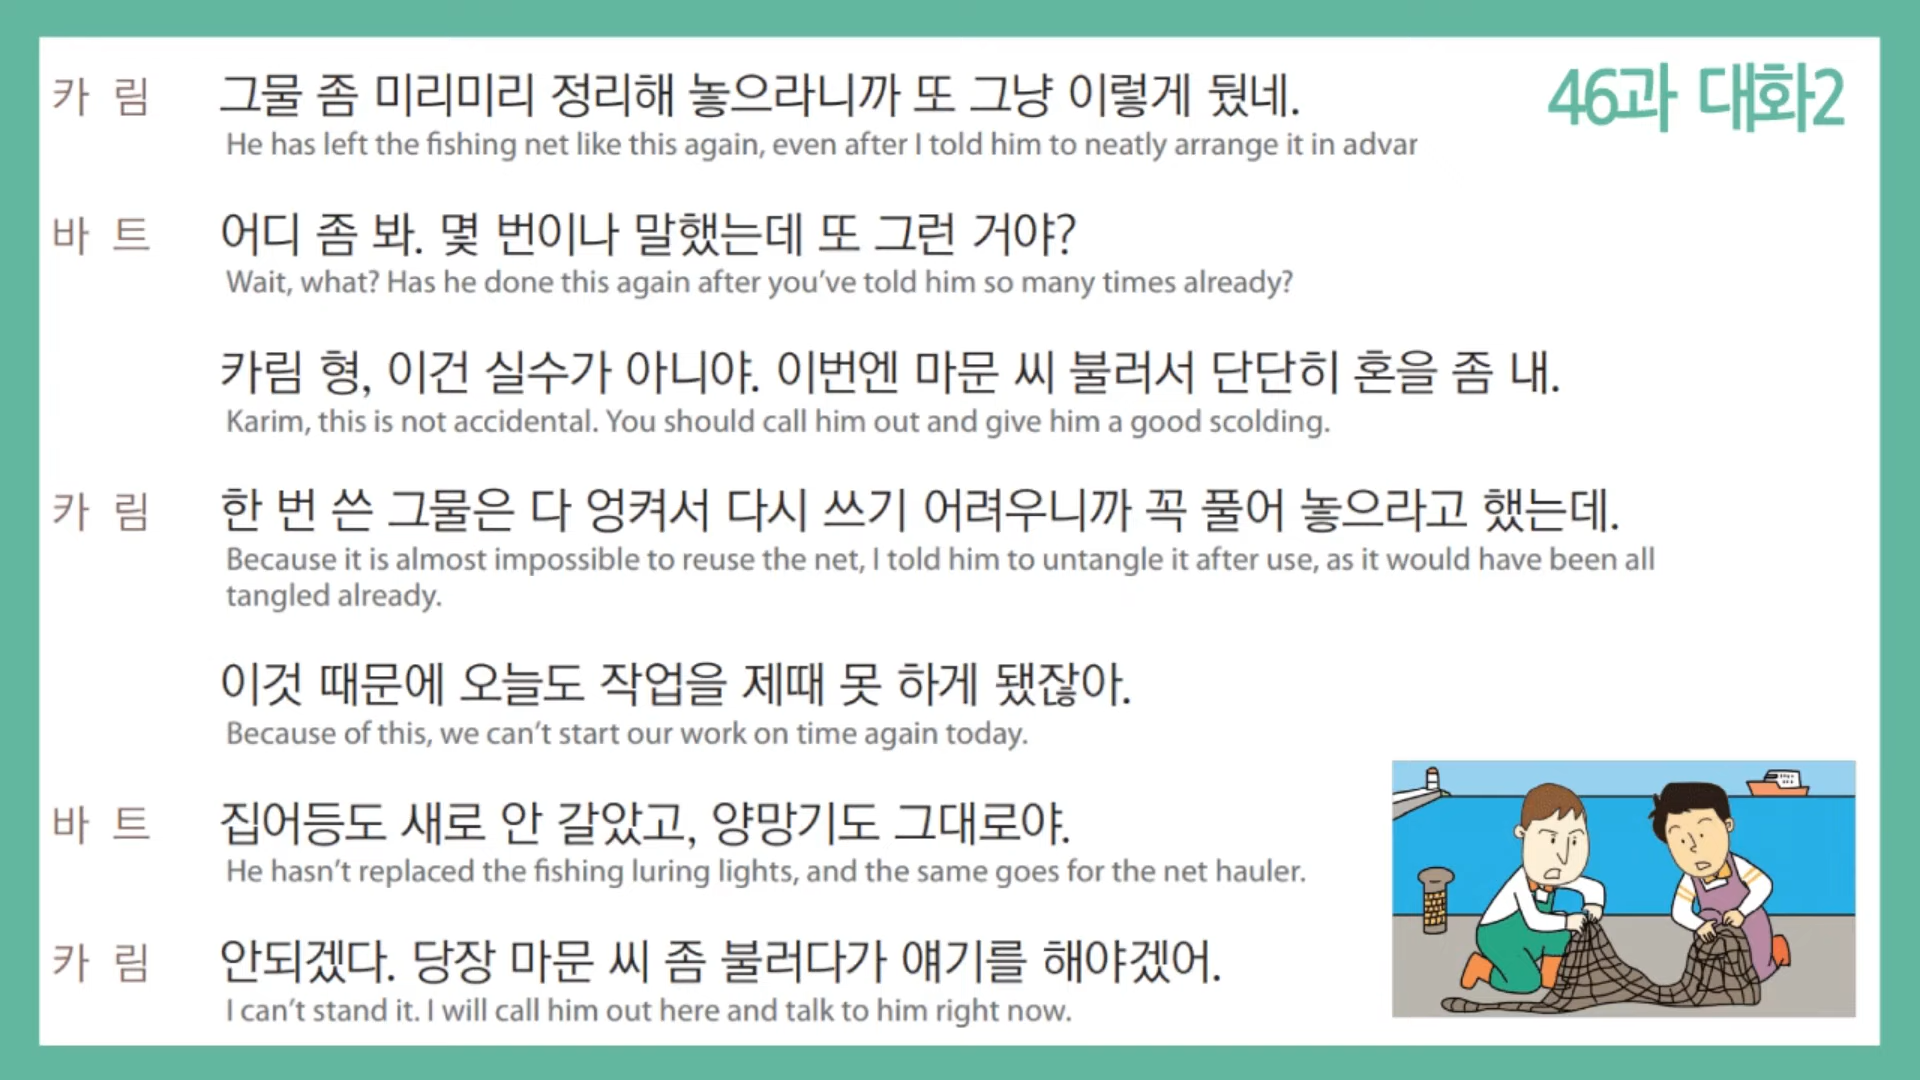 46과 대화2
카 림 그물 좀 미리미리 정리해 놓으라니까 또 그냥 이렇게 뒀네.
He has left the fishing net like this again, even after I told him to neatly arrange it in advar
바 트 어디 좀 봐. 몇 번이나 말했는데 또 그런 거야?
Wait, what? Has he done this again after you’ve told him so many times already?
카림 형, 이건 실수가 아니야. 이번엔 마문 씨 불러서 단단히 혼을 좀 내.
Karim, this is not accidental. You should call him out and give him a good scolding.
카 림 한 번 쓴 그물은 다 엉켜서 다시 쓰기 어려우니까 꼭 풀어 놓으라고 했는데.
Because it is almost impossible to reuse the net, I told him to untangle it after use, as it would have been all
tangled already.
이것 때문에 오늘도 작업을 제때 못 하게 됐잖아.
Because of this, we can’t start our work on time again today.
바 트 집어등도 새로 안 갈았고, 양망기도 그대로야.
He hasn’t replaced the fishing luring lights, and the same goes for the net hauler.
카 림 안되겠다. 당장 마문 씨 좀 불러다가 얘기를 해야겠어.
I can’t stand it. I will call him out here and talk to him right now.